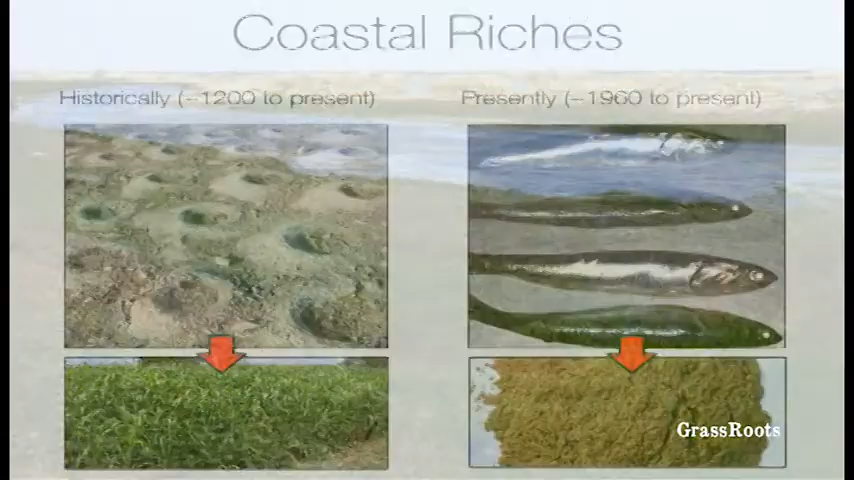 Coastal Riches
Historically (~1200 to present)
Presently (~1960 to present)
GrassRoots